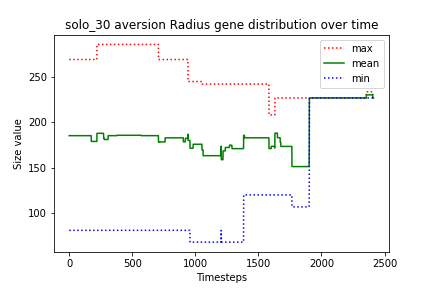 solo_30 aversion Radius gene distribution over time
max
mean
min
Size value
250
200
150
100
0
500
1000
1500
2000
2500
Timesteps